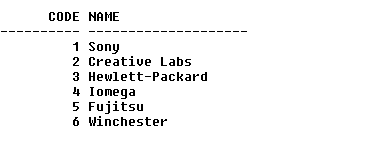 CODE NAME
---------- --------------------
1 Sony
2 Creative Labs
3 Hewlett-Packard
4 Iomega
5 Fujitsu
6 Winchester